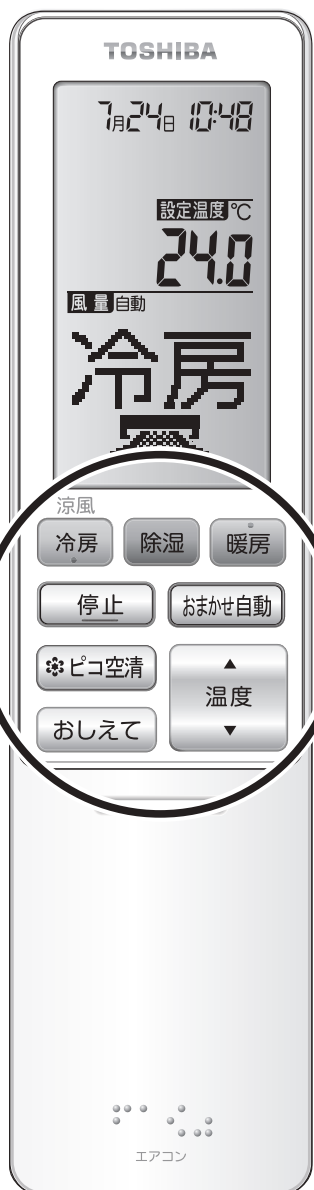 TOSHIBA
7月24日 10:48
設定温度 ℃
24.0
風量 自動
冷房
涼風
冷房 除湿 暖房
停止 おまかせ自動
ピコ空清
▲
温度
▼
おしえて
エアコン